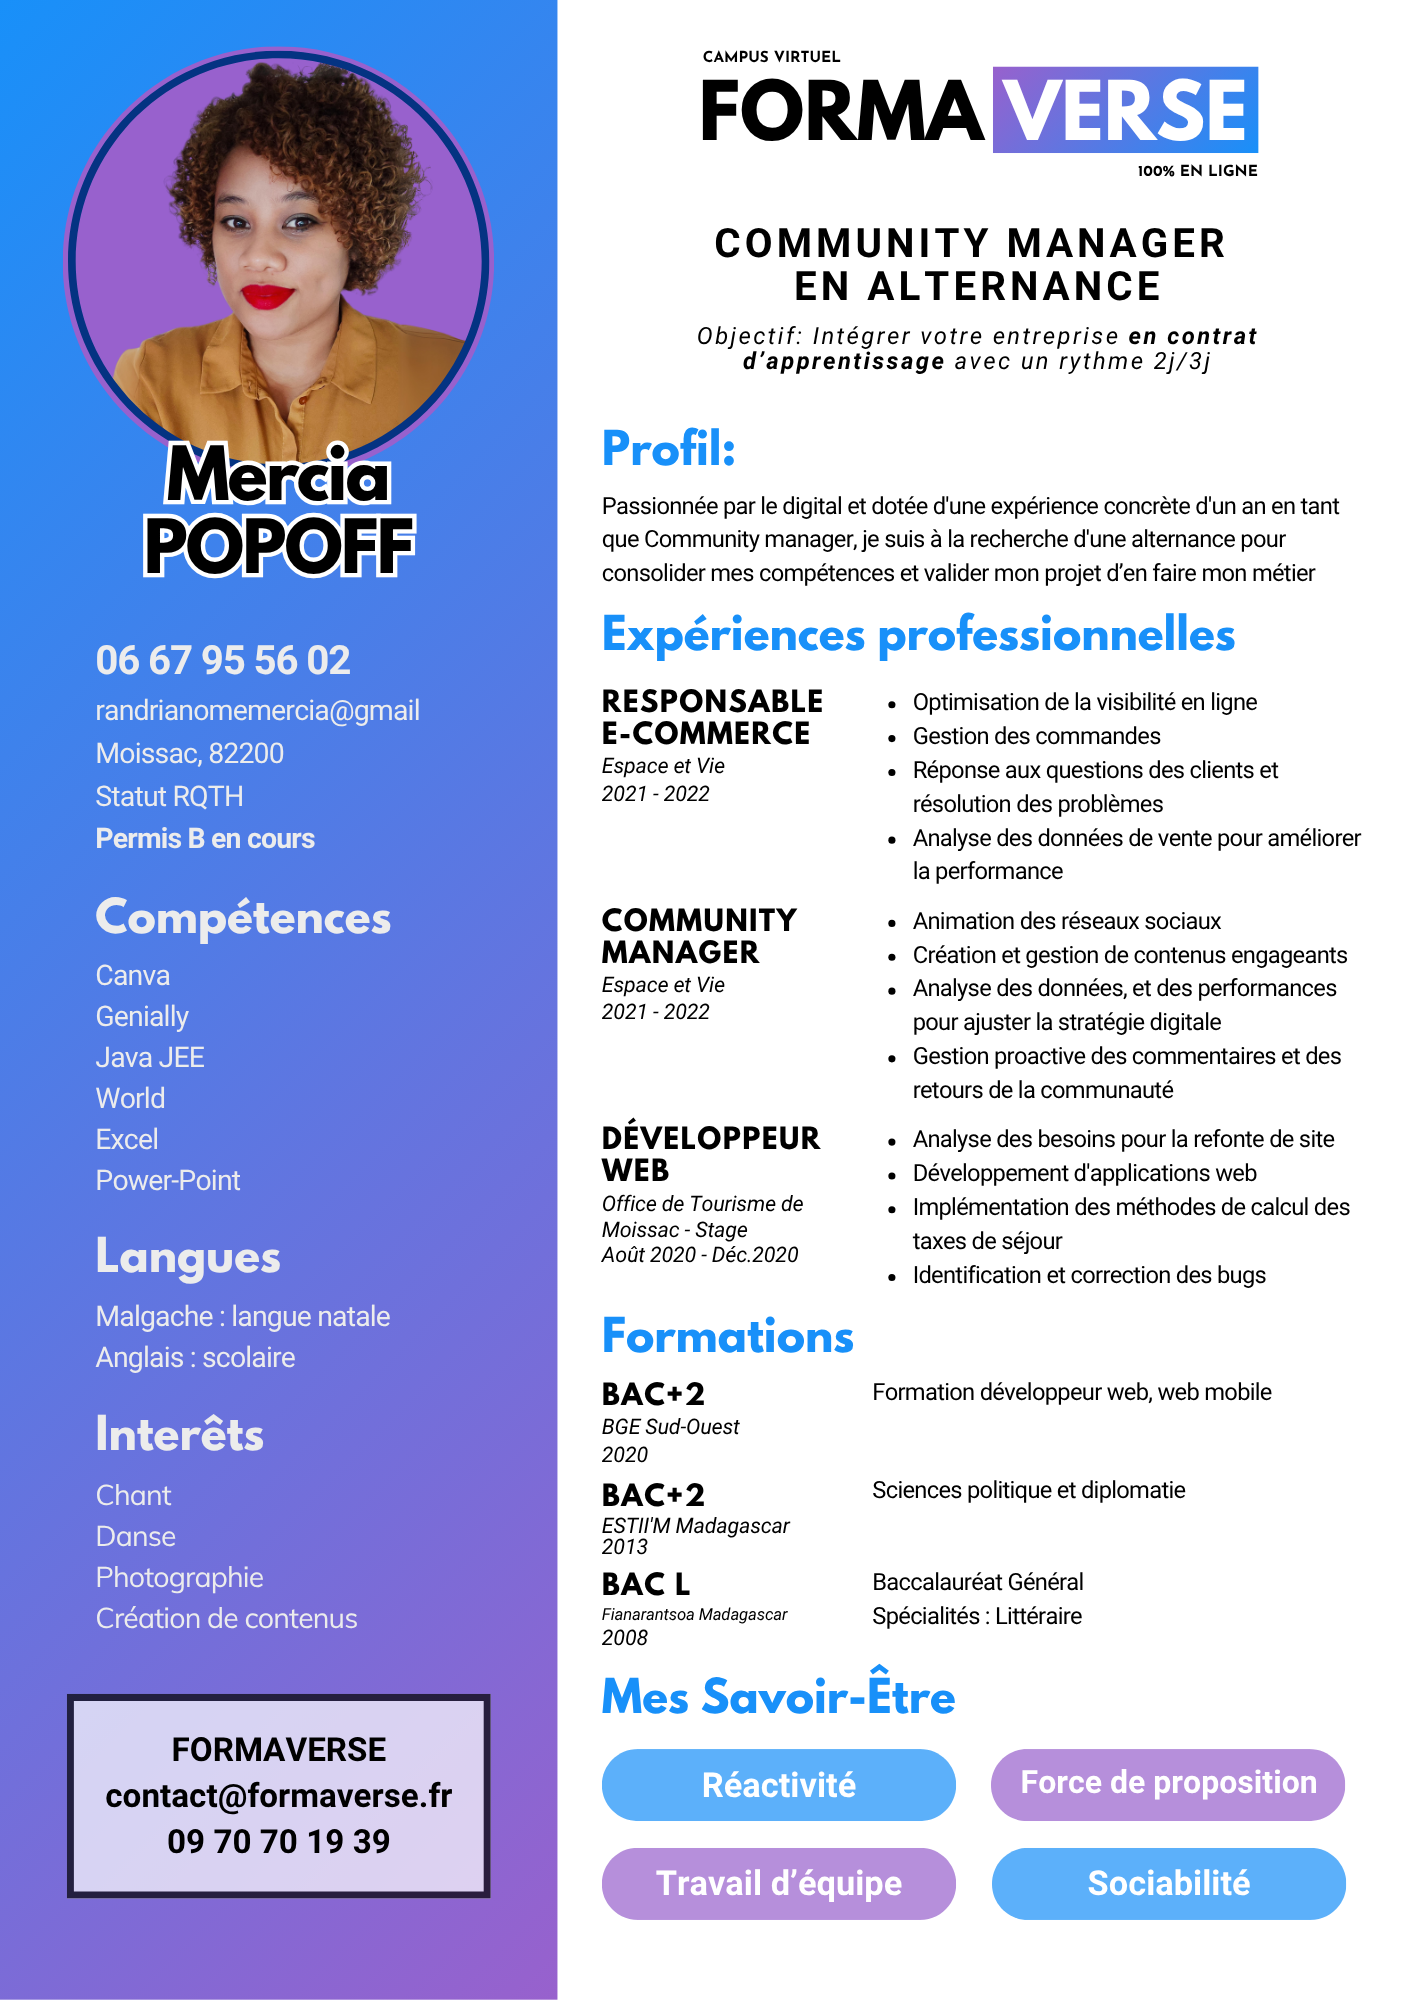 Mercia
POPOFF
06 67 95 56 02
randrianomemercia@gmail
Moissac, 82200
Statut RQTH
Permis B en cours
Compétences
Canva
Genially
Java JEE
World
Excel
Power-Point
Langues
Malgache : langue natale
Anglais : scolaire
Interêts
Chant
Danse
Photographie
Création de contenus
FORMAVERSE
contact@formaverse.fr
09 70 70 19 39
CAMPUS VIRTUEL
FORMAVERSE
100% EN LIGNE
COMMUNITY MANAGER
EN ALTERNANCE
Objectif: Intégrer votre entreprise en contrat
d’apprentissage avec un rythme 2j/3j
Profil:
Passionnée par le digital et dotée d'une expérience concrète d'un an en tant
que Community manager, je suis à la recherche d'une alternance pour
consolider mes compétences et valider mon projet d’en faire mon métier
Expériences professionnelles
RESPONSABLE
E-COMMERCE
Espace et Vie
2021 - 2022
• Optimisation de la visibilité en ligne
• Gestion des commandes
• Réponse aux questions des clients et
résolution des problèmes
• Analyse des données de vente pour améliorer
la performance
COMMUNITY
MANAGER
Espace et Vie
2021 - 2022
• Animation des réseaux sociaux
• Création et gestion de contenus engageants
• Analyse des données, et des performances
pour ajuster la stratégie digitale
• Gestion proactive des commentaires et des
retours de la communauté
DÉVELOPPEUR
WEB
Office de Tourisme de
Moissac - Stage
Août 2020 - Déc.2020
• Analyse des besoins pour la refonte de site
• Développement d'applications web
• Implémentation des méthodes de calcul des
taxes de séjour
• Identification et correction des bugs
Formations
BAC+2
BGE Sud-Ouest
2020
Formation développeur web, web mobile
BAC+2
ESTII'M Madagascar
2013
Sciences politique et diplomatie
BAC L
Fianarantsoa Madagascar
2008
Baccalauréat Général
Spécialités : Littéraire
Mes Savoir-Être
Réactivité
Force de proposition
Travail d’équipe
Sociabilité